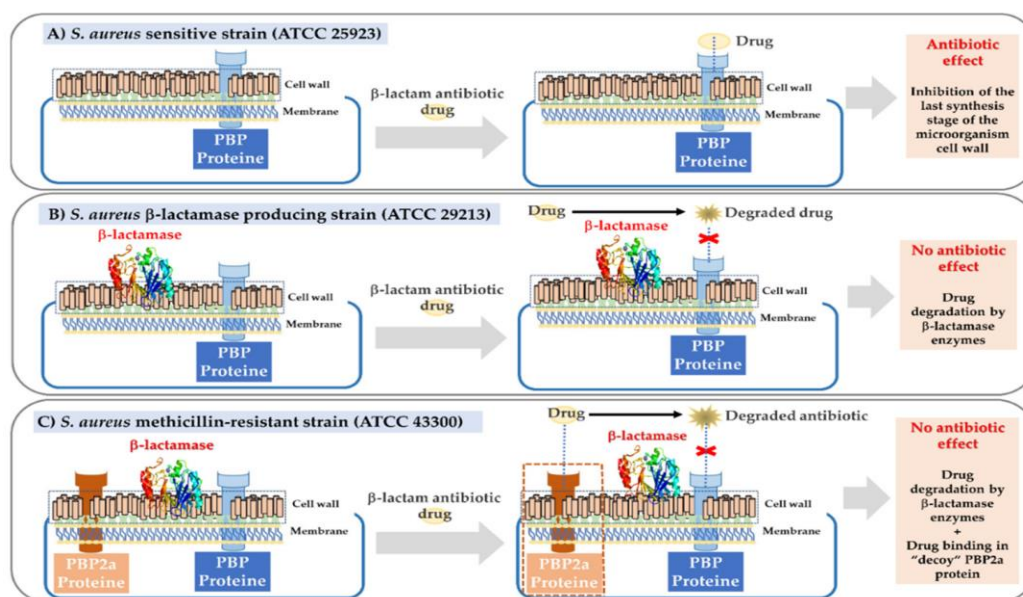 A) S. aureus sensitive strain (ATCC 25923)
Cell wall
Membrane
PBP
Proteine
β-lactam antibiotic
drug
Drug
Cell wall
Membrane
PBP
Proteine
Antibiotic
effect
Inhibition of the
last synthesis
stage of the
microorganism
cell wall
B) S. aureus β-lactamase producing strain (ATCC 29213)
β-lactamase
Cell wall
Membrane
PBP
Proteine
β-lactam antibiotic
drug
Drug
Degraded drug
β-lactamase
Cell wall
Membrane
PBP
Proteine
No antibiotic
effect
Drug
degradation by
β-lactamase
enzymes
C) S. aureus methicillin-resistant strain (ATCC 43300)
β-lactamase
Cell wall
Membrane
PBP2a
Proteine
PBP
Proteine
β-lactam antibiotic
drug
Drug
Degraded antibiotic
β-lactamase
Cell wall
Membrane
PBP2a
Proteine
PBP
Proteine
No antibiotic
effect
Drug
degradation by
β-lactamase
enzymes
+
Drug binding in
"decoy" PBP2a
protein